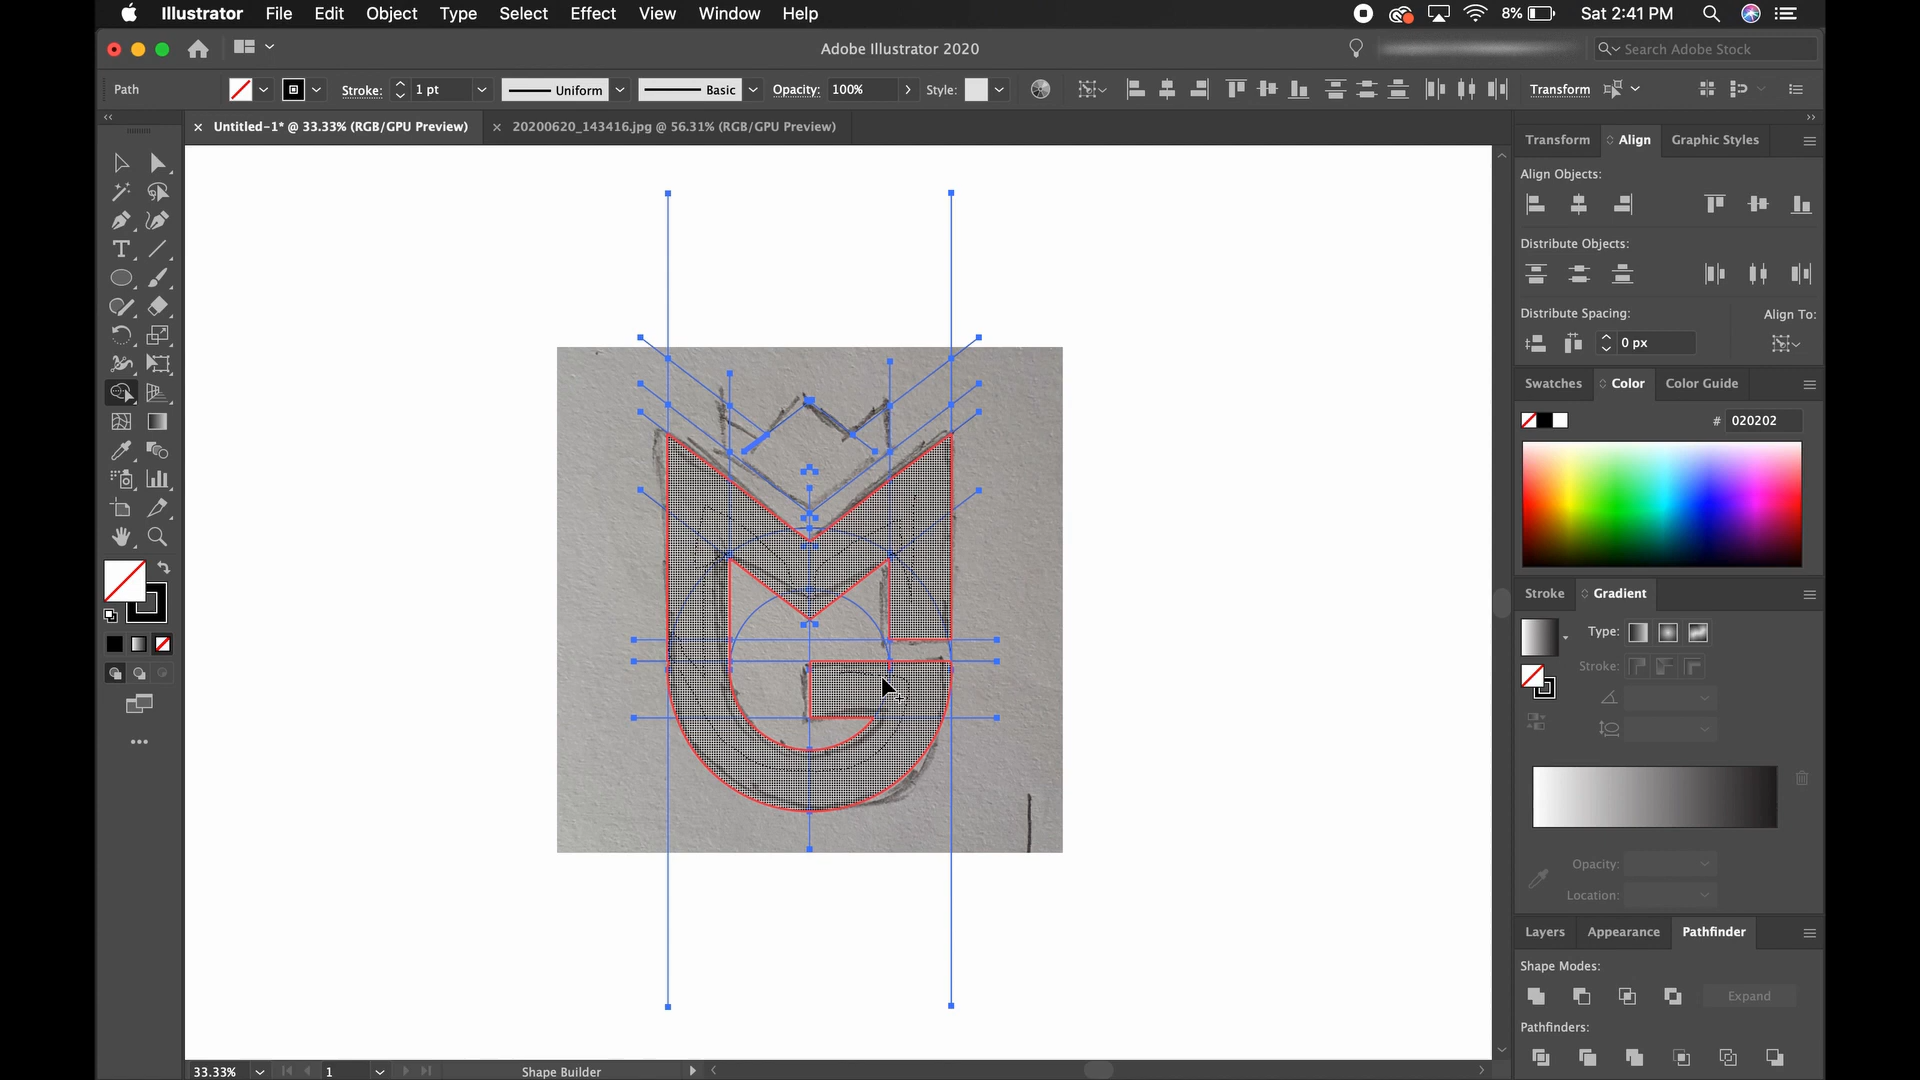 Illustrator File Edit Object Type Select Effect View Window Help 8% Sat 2:41 PM
Adobe Illustrator 2020 Search Adobe Stock
Path Stroke: 1 pt Uniform Basic Opacity: 100% Style: Transform
× Untitled-1* @ 33.33% (RGB/GPU Preview) × 20200620_143416.jpg @ 56.31% (RGB/GPU Preview)
Transform Align Graphic Styles
Align Objects:
Distribute Objects:
Distribute Spacing: Align To:
0 px
Swatches Color Color Guide
# 020202
Stroke Gradient
Type:
Stroke:
Opacity:
Location:
Layers Appearance Pathfinder
Shape Modes:
Expand
Pathfinders:
33.33% 1 Shape Builder